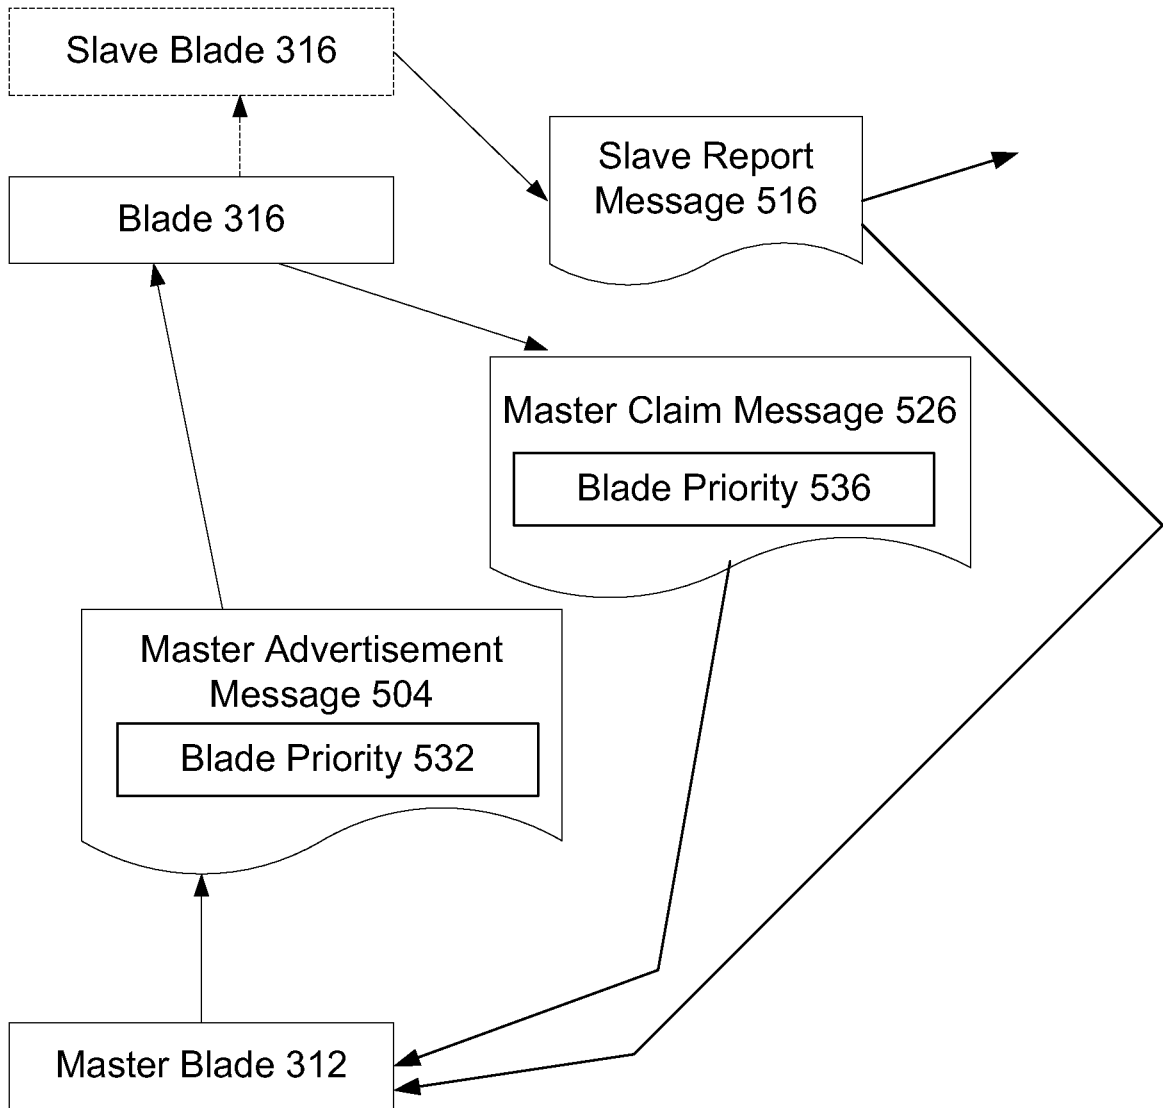 Slave Blade 316
Slave Report
Message 516
Blade 316
Master Claim Message 526
Blade Priority 536
Master Advertisement
Message 504
Blade Priority 532
Master Blade 312